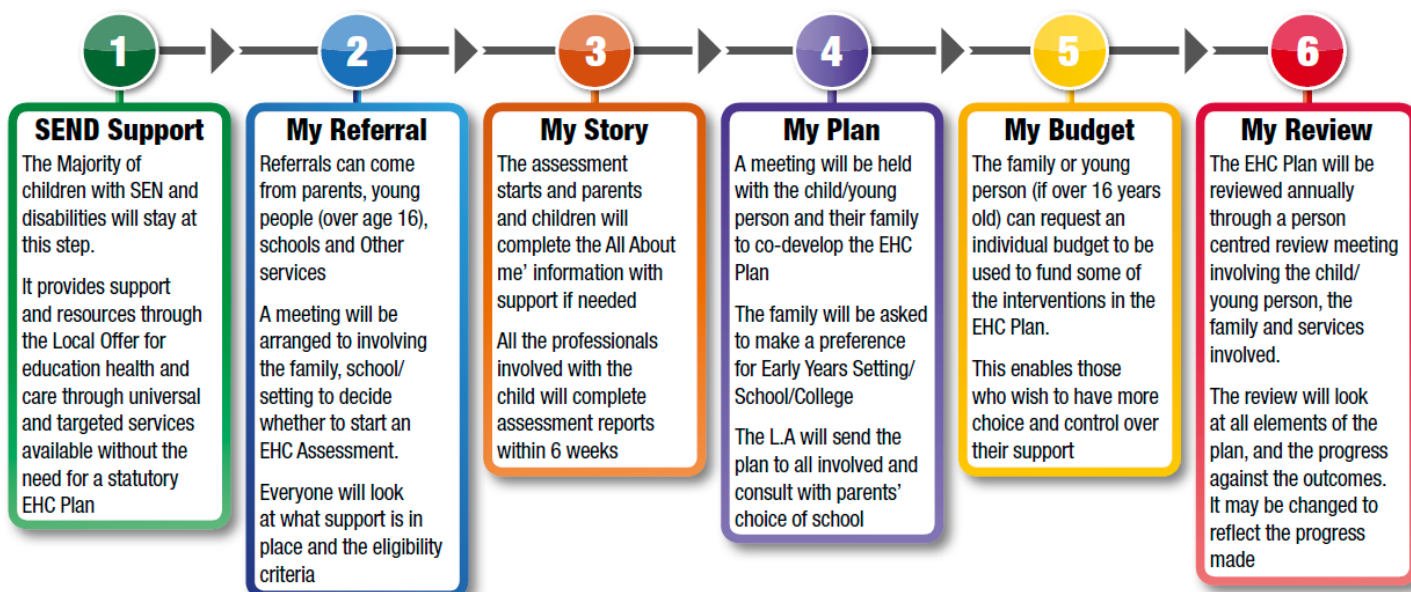 1
2
3
4
5
6
SEND Support
The Majority of
children with SEN and
disabilities will stay at
this step.
It provides support
and resources through
the Local Offer for
education health and
care through universal
and targeted services
available without the
need for a statutory
EHC Plan
My Referral
Referrals can come
from parents, young
people (over age 16),
schools and Other
services
A meeting will be
arranged to involving
the family, school/
setting to decide
whether to start an
EHC Assessment.
Everyone will look
at what support is in
place and the eligibility
criteria
My Story
The assessment
starts and parents
and children will
complete the All About
me’ information with
support if needed
All the professionals
involved with the
child will complete
assessment reports
within 6 weeks
My Plan
A meeting will be held
with the child/young
person and their family
to co-develop the EHC
Plan
The family will be asked
to make a preference
for Early Years Setting/
School/College
The L.A will send the
plan to all involved and
consult with parents’
choice of school
My Budget
The family or young
person (if over 16 years
old) can request an
individual budget to be
used to fund some of
the interventions in the
EHC Plan.
This enables those
who wish to have more
choice and control over
their support
My Review
The EHC Plan will be
reviewed annually
through a person
centred review meeting
involving the child/
young person, the
family and services
involved.
The review will look
at all elements of the
plan, and the progress
against the outcomes.
It may be changed to
reflect the progress
made